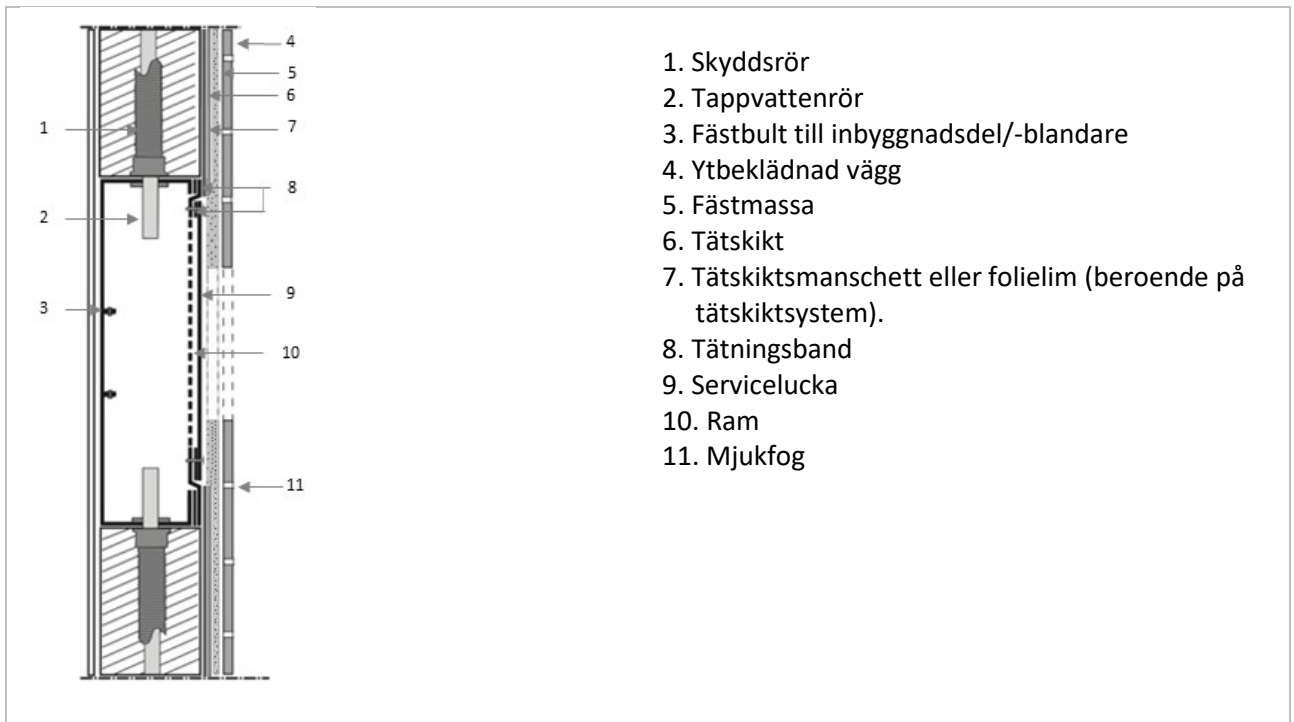 4
5
6
1
7
8
2
9
3
10
11
1. Skyddsrör
2. Tappvattenrör
3. Fästbult till inbyggnadsdel/-blandare
4. Ytbeklädnad vägg
5. Fästmassa
6. Tätskikt
7. Tätskiktsmanschett eller folielim (beroende på
tätskiktsystem).
8. Tätningsband
9. Servicelucka
10. Ram
11. Mjukfog